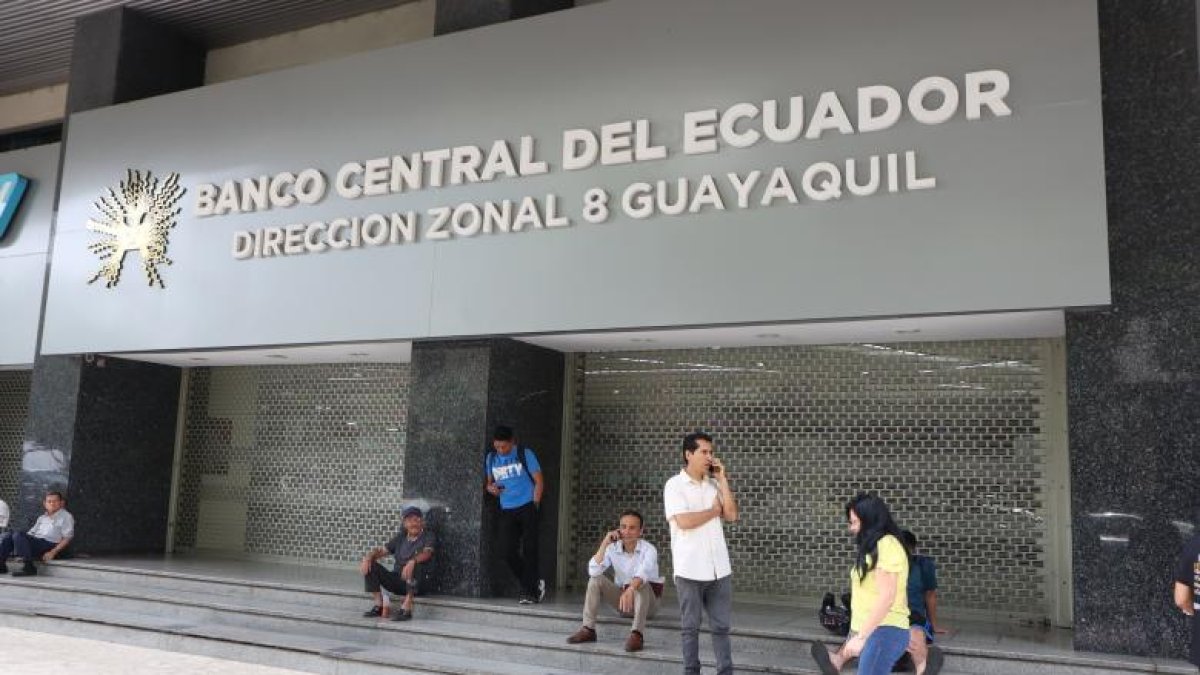 BANCO CENTRAL DEL ECUADOR
DIRECCION ZONAL 8 GUAYAQUIL